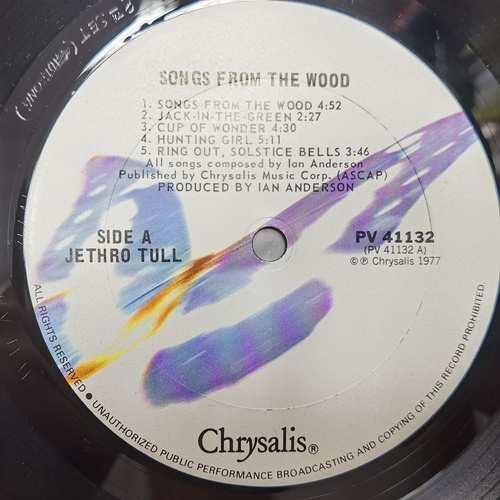 SONGS FROM THE WOOD
1. SONGS FROM THE WOOD 4:52
2. JACK-IN-THE-GREEN 2:27
3. CUP OF WONDER 4:30
4. HUNTING GIRL 5:11
5. RING OUT, SOLSTICE BELLS 3:46
All songs composed by Ian Anderson
Published by Chrysalis Music Corp. (ASCAP)
PRODUCED BY IAN ANDERSON
SIDE A
JETHRO TULL
PV 41132
(PV 41132 A)
© ℗ Chrysalis 1977
Chrysalis®
ALL RIGHTS RESERVED ● UNAUTHORIZED PUBLIC PERFORMANCE BROADCASTING AND COPYING OF THIS RECORD PROHIBITED